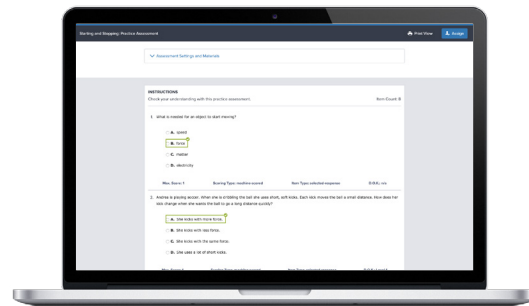 Starting and Stopping: Practice Assessment
Print View
Assign
Assessment Settings and Materials
INSTRUCTIONS
Check your understanding with this practice assessment.
Item Count: 8
1. What is needed for an object to start moving?
A. speed
B. force
C. matter
D. electricity
Max. Score: 1
Scoring Type: machine-scored
Item Type: selected response
D.O.K.: n/a
2. Andrea is playing soccer. When she is dribbling the ball she uses short, soft kicks. Each kick moves the ball a small distance. How does her
kick change when she wants the ball to go a long distance quickly?
A. She kicks with more force.
B. She kicks with less force.
C. She kicks with the same force.
D. She uses a lot of short kicks.